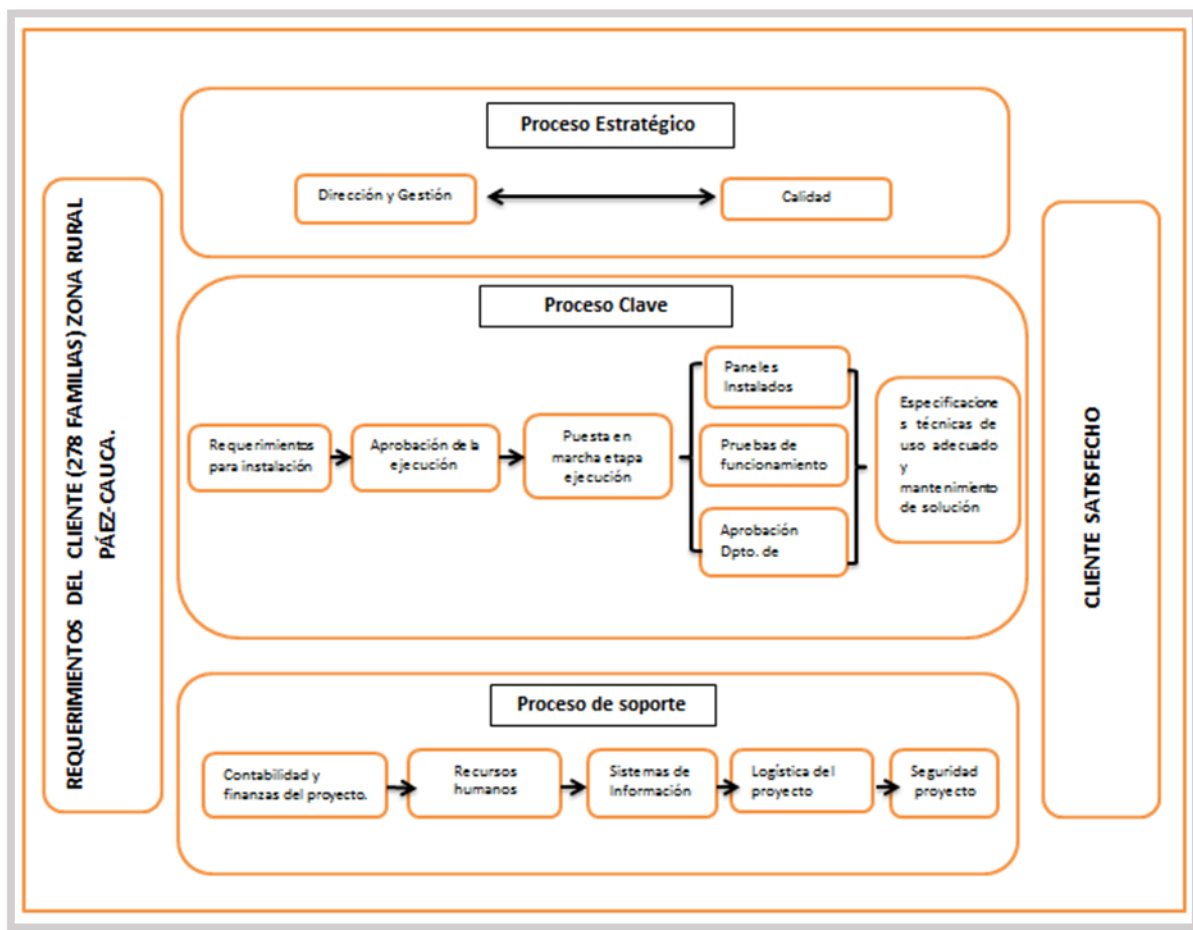 Proceso Estratégico
Dirección y Gestión
Calidad
REQUERIMIENTOS DEL CLIENTE (278 FAMILIAS) ZONA RURAL
PÁEZ-CAUCA.
Proceso Clave
Requerimientos
para instalación
Aprobación de la
ejecución
Puesta en
marcha etapa
ejecución
Paneles
Instalados
Pruebas de
funcionamiento
Aprobación
Dpto. de
Especificacione
s técnicas de
uso adecuado
y
mantenimiento
de solución
CLIENTE SATISFECHO
Proceso de soporte
Contabilidad y
finanzas del proyecto.
Recursos
humanos
Sistemas de
Información
Logística del
proyecto
Seguridad
proyecto